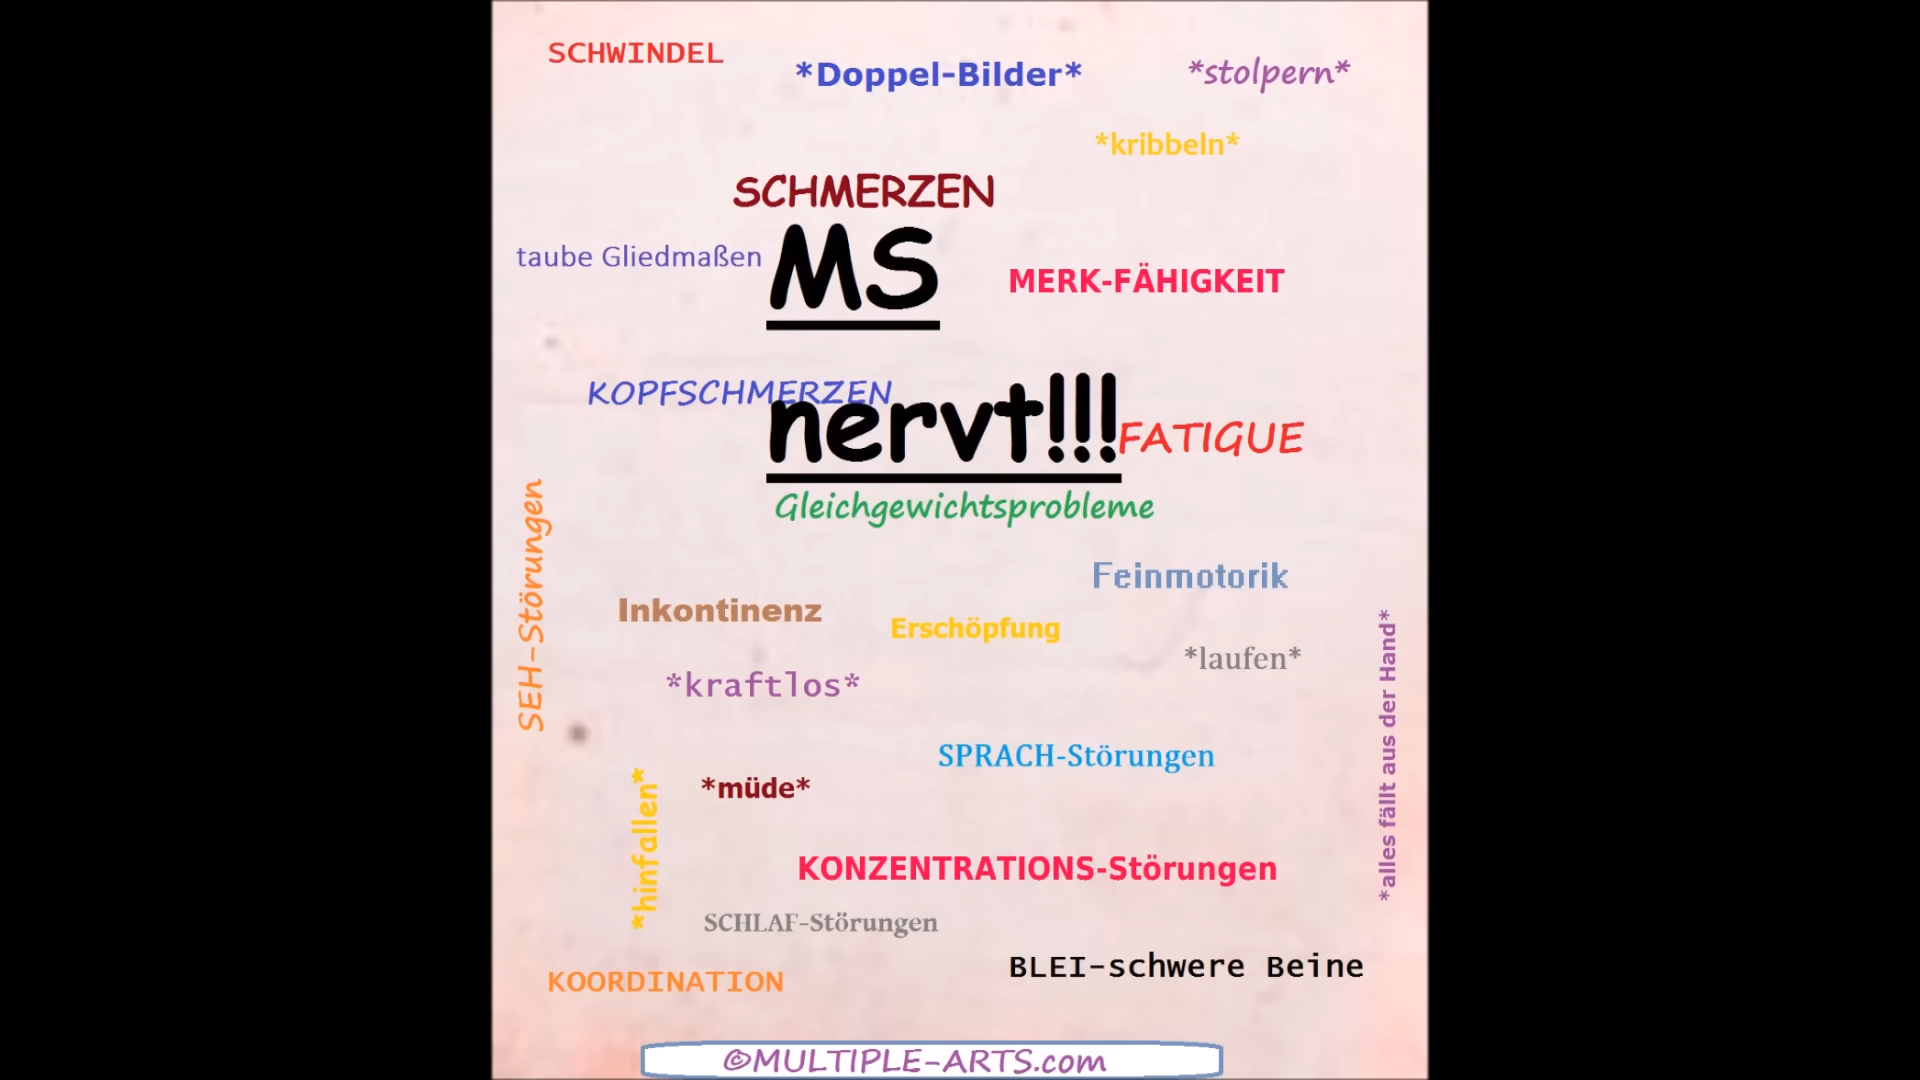 SCHWINDEL
*Doppel-Bilder*
*stolpern*
*kribbeln*
SCHMERZEN
taube Gliedmaßen
MS
MERK-FÄHIGKEIT
KOPFSCHMERZEN
nervt!!!
FATIGUE
Gleichgewichtsprobleme
SEH-Störungen
Feinmotorik
Inkontinenz
Erschöpfung
*laufen*
*kraftlos*
*alles fällt aus der Hand*
SPRACH-Störungen
*müde*
*hinfallen*
KONZENTRATIONS-Störungen
SCHLAF-Störungen
BLEI-schwere Beine
KOORDINATION
©MULTIPLE-ARTS.com